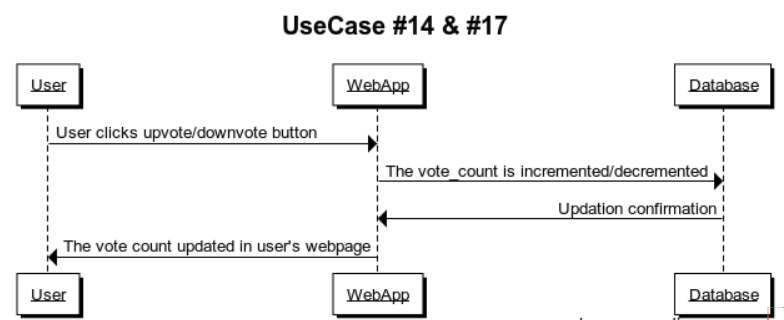 UseCase #14 & #17
User
WebApp
Database
User clicks upvote/downvote button
The vote_count is incremented/decremented
Updation confirmation
The vote count updated in user's webpage
User
WebApp
Database